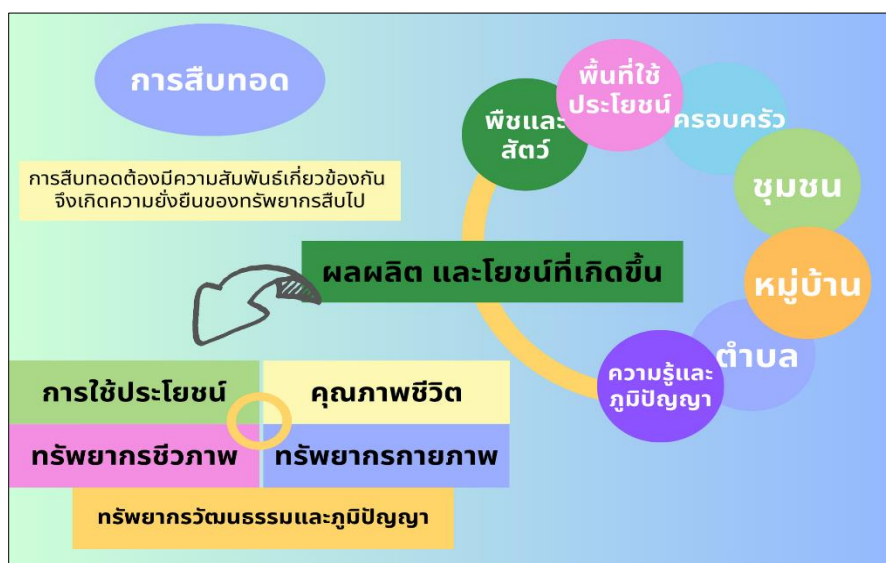 การสืบทอด
การสืบทอดต้องมีความสัมพันธ์เกี่ยวข้องกัน
จึงเกิดความยั่งยืนของทรัพยากรสืบไป
พืชและ
สัตว์
พื้นที่ใช้
ประโยชน์
ครอบครัว
ชุมชน
หมู่บ้าน
ตำบล
ความรู้และ
ภูมิปัญญา
ผลผลิต และโยชน์ที่เกิดขึ้น
การใช้ประโยชน์
คุณภาพชีวิต
ทรัพยากรชีวภาพ
ทรัพยากรกายภาพ
ทรัพยากรวัฒนธรรมและภูมิปัญญา